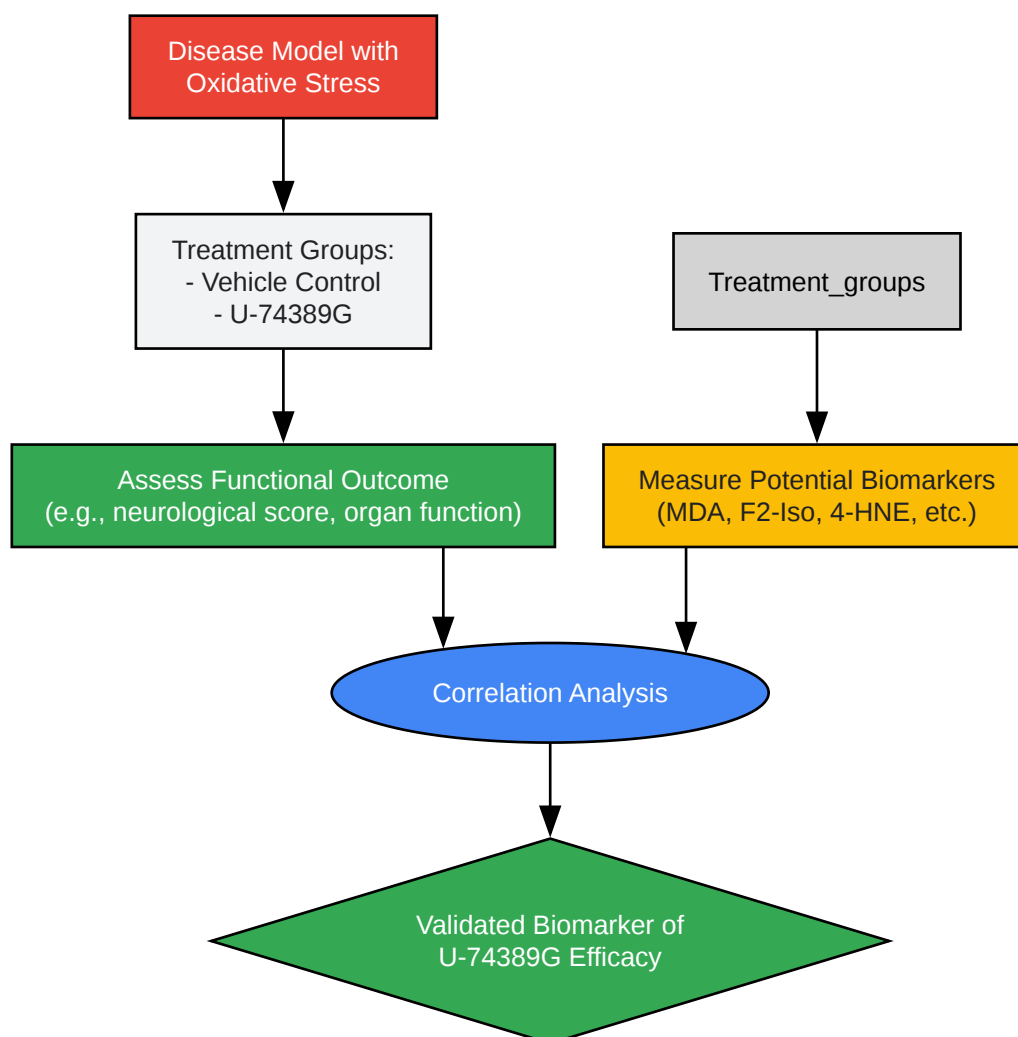 Disease Model with
Oxidative Stress
Treatment Groups:
- Vehicle Control
- U-74389G
Treatment_groups
Assess Functional Outcome
(e.g., neurological score, organ function)
Measure Potential Biomarkers
(MDA, F2-Iso, 4-HNE, etc.)
Correlation Analysis
Validated Biomarker of
U-74389G Efficacy